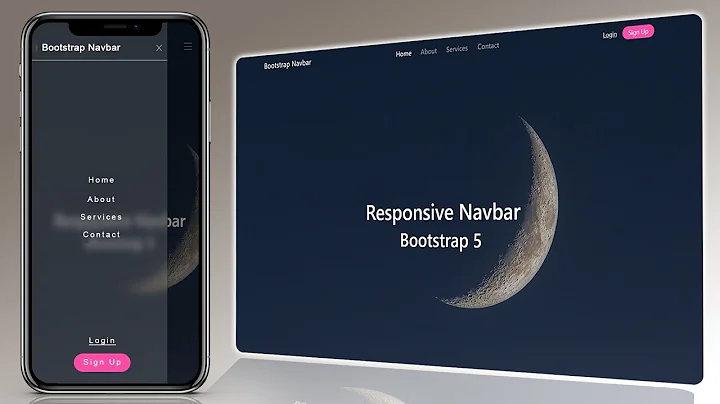 Bootstrap Navbar
Home
About
Services
Contact
Login
Sign Up
Bootstrap Navbar
Home About Services Contact
Login Sign Up
Responsive Navbar
Bootstrap 5